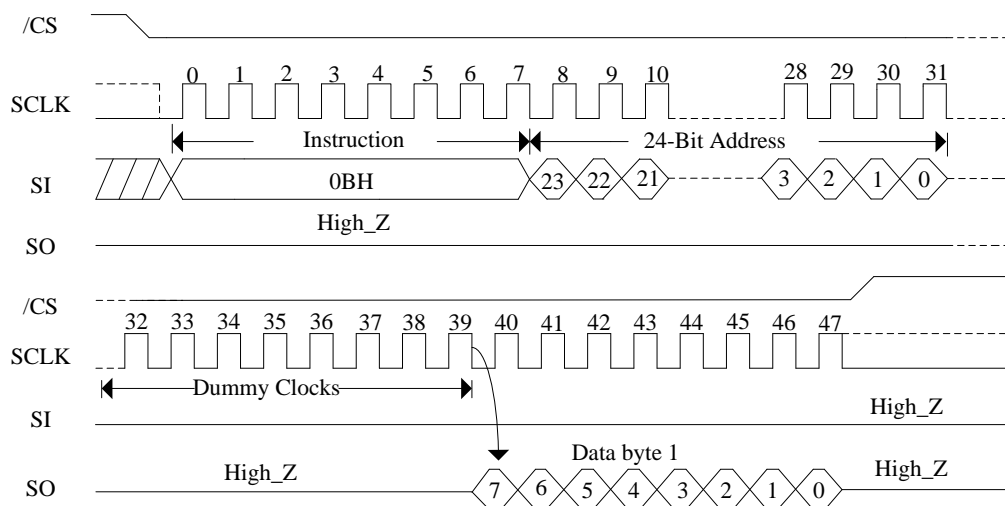 /CS
0 1 2 3 4 5 6 7 8 9 10 28 29 30 31
SCLK
Instruction 24-Bit Address
SI 0BH 23 22 21 3 2 1 0
High_Z
SO
/CS
32 33 34 35 36 37 38 39 40 41 42 43 44 45 46 47
SCLK
Dummy Clocks
SI High_Z
Data byte 1
High_Z High_Z
SO 7 6 5 4 3 2 1 0